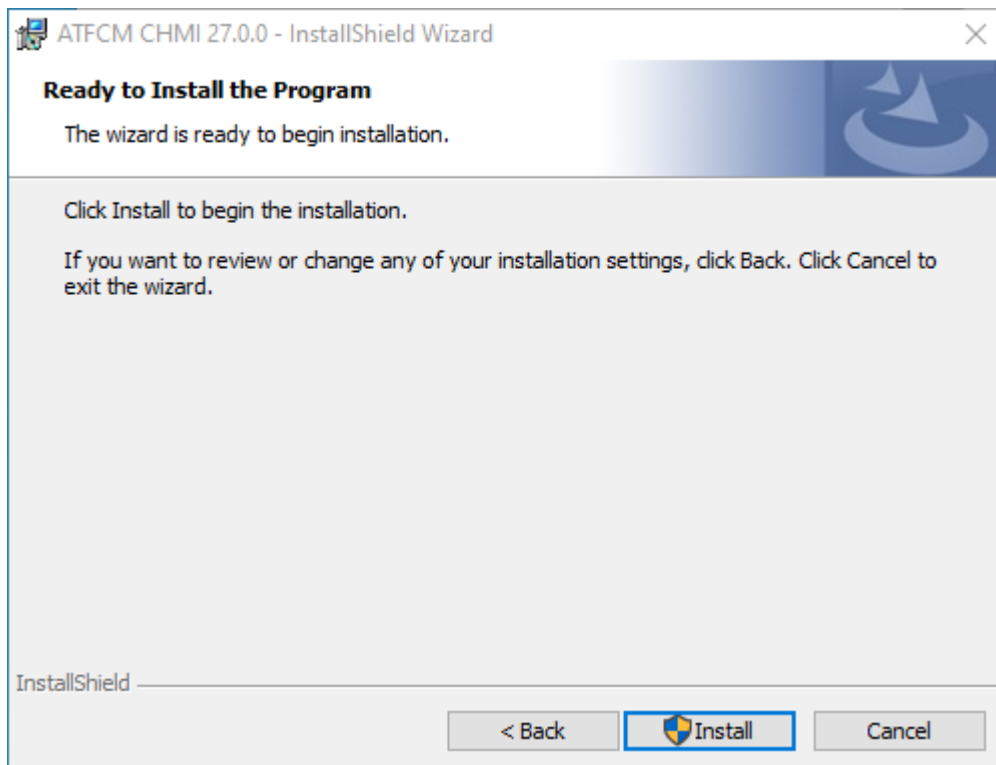 ATFCM CHMI 27.0.0 - InstallShield Wizard
Ready to Install the Program
The wizard is ready to begin installation.
Click Install to begin the installation.
If you want to review or change any of your installation settings, click Back. Click Cancel to
exit the wizard.
InstallShield
< Back
Install
Cancel